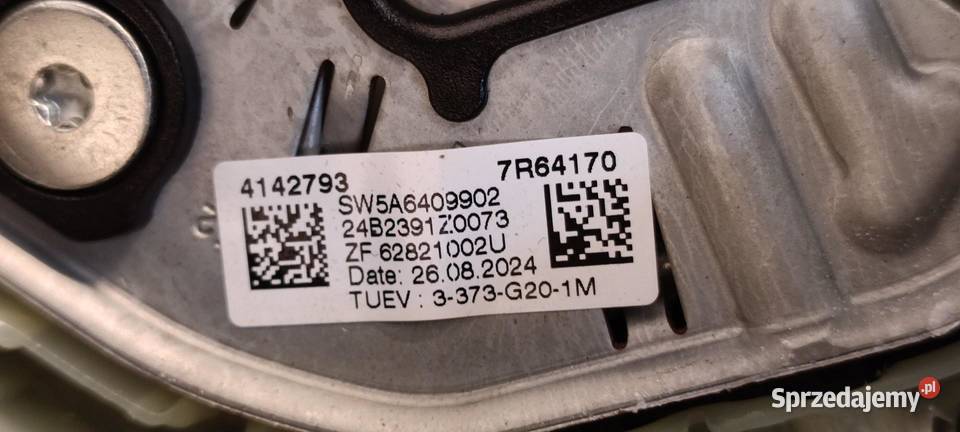 4142793
7R64170
SW5A6409902
24B2391Z0073
ZF 62821002U
Date: 26.08.2024
TUEV : 3-373-G20-1M
Sprzedajemy.pl